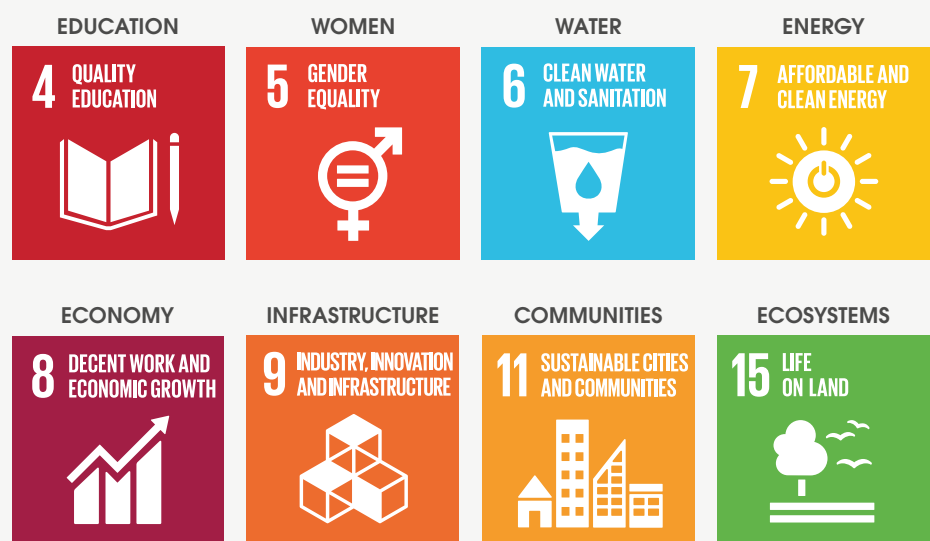 EDUCATION
4 QUALITY
EDUCATION
WOMEN
5 GENDER
EQUALITY
WATER
6 CLEAN WATER
AND SANITATION
ENERGY
7 AFFORDABLE AND
CLEAN ENERGY
ECONOMY
8 DECENT WORK AND
ECONOMIC GROWTH
INFRASTRUCTURE
9 INDUSTRY, INNOVATION
AND INFRASTRUCTURE
COMMUNITIES
11 SUSTAINABLE CITIES
AND COMMUNITIES
ECOSYSTEMS
15 LIFE
ON LAND